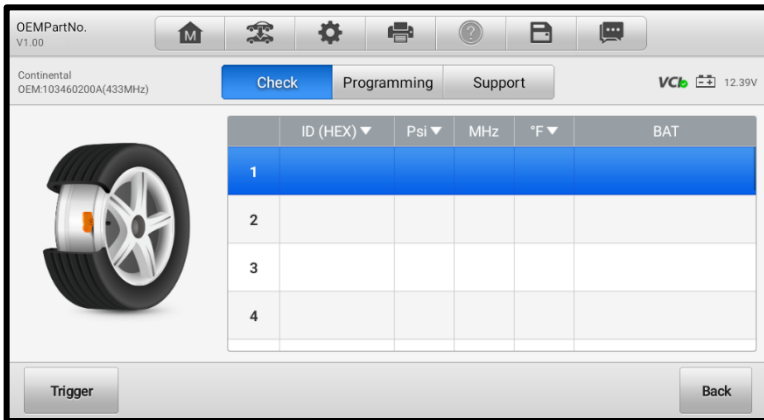 OEMPartNo.
V1.00
M
Continental
OEM:103460200A(433MHz)
Check
Programming
Support
VCI
12.39V
ID (HEX) ▼ Psi ▼ MHz °F ▼ BAT
1
2
3
4
Trigger
Back